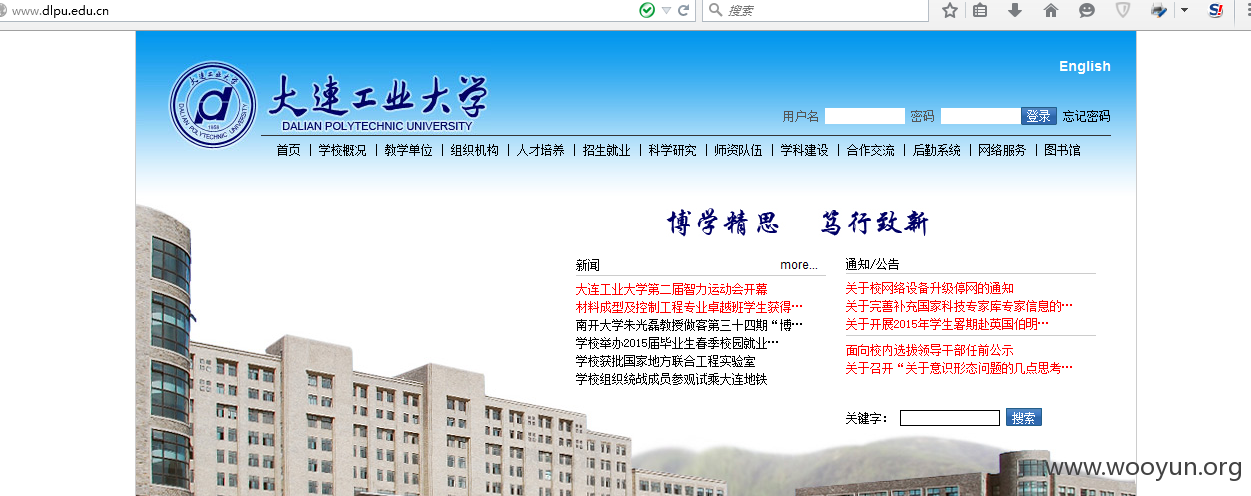 www.dlpu.edu.cn
搜索
English
大連工业大学
DALIAN POLYTECHNIC UNIVERSITY
大连工业大学
DALIAN POLYTECHNIC UNIVERSITY
1958
用户名 密码 登录 忘记密码
首页 | 学校概况 | 教学单位 | 组织机构 | 人才培养 | 招生就业 | 科学研究 | 师资队伍 | 学科建设 | 合作交流 | 后勤系统 | 网络服务 | 图书馆
博学精思 笃行致新
新闻 more...
大连工业大学第二届智力运动会开幕
材料成型及控制工程专业卓越班学生获得…
南开大学朱光磊教授做客第三十四期“博…
学校举办2015届毕业生春季校园就业…
学校获批国家地方联合工程实验室
学校组织统战成员参观试乘大连地铁
通知/公告
关于校网络设备升级停网的通知
关于完善补充国家科技专家库专家信息的…
关于开展2015年学生暑期赴英国伯明…
面向校内选拔领导干部任前公示
关于召开“关于意识形态问题的几点思考…
关键字： 搜索
www.wooyun.org